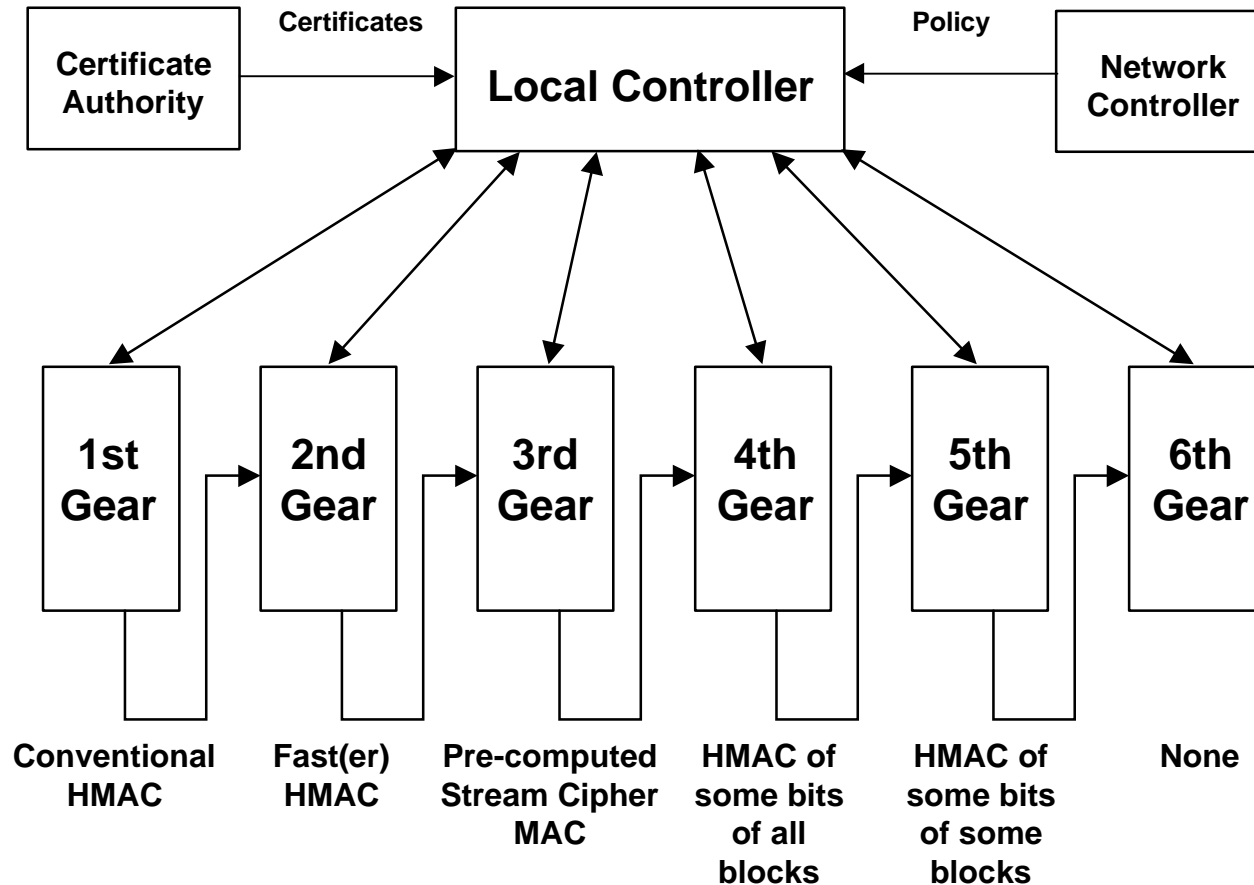 Certificates
Policy
Certificate
Authority
Local Controller
Network
Controller
1st
Gear
2nd
Gear
3rd
Gear
4th
Gear
5th
Gear
6th
Gear
Conventional
HMAC
Fast(er)
HMAC
Pre-computed
Stream Cipher
MAC
HMAC of
some bits
of all
blocks
HMAC of
some bits
of some
blocks
None